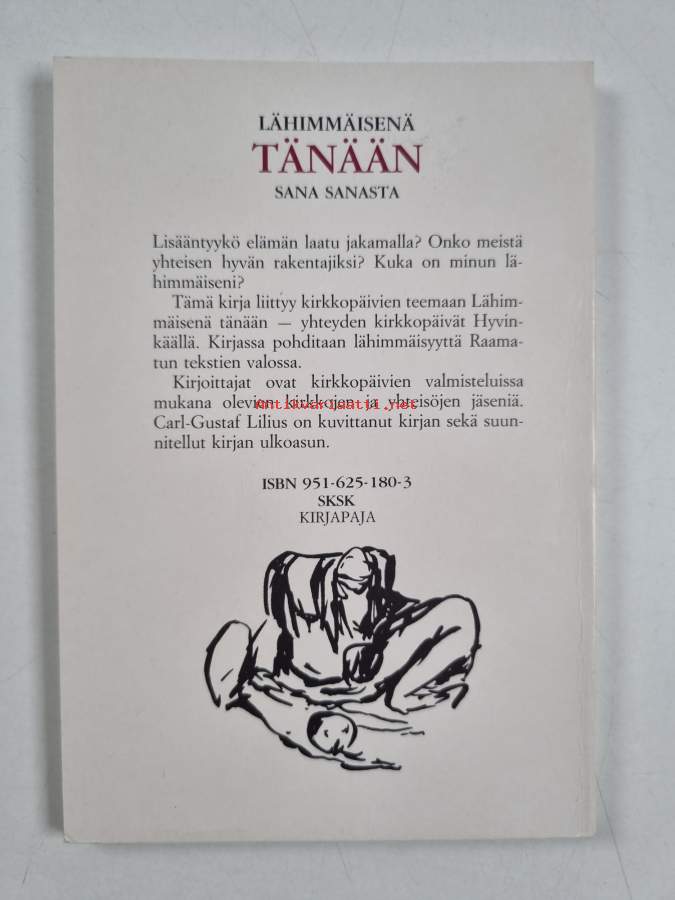 LÄHIMMÄISENÄ
TÄNÄÄN
SANA SANASTA
Lisääntyykö elämän laatu jakamalla? Onko meistä
yhteisen hyvän rakentajiksi? Kuka on minun lä-
himmäiseni?
Tämä kirja liittyy kirkkopäivien teemaan Lähim-
mäisenä tänään — yhteyden kirkkopäivät Hyvin-
käällä. Kirjassa pohditaan lähimmäisyyttä Raama-
tun tekstien valossa.
Kirjoittajat ovat kirkkopäivien valmisteluissa
mukana olevien kirkkojen ja yhteisöjen jäseniä.
Antikvariaatti.net
Carl-Gustaf Lilius on kuvittanut kirjan sekä suun-
nitellut kirjan ulkoasun.
ISBN 951-625-180-3
SKSK
KIRJAPAJA